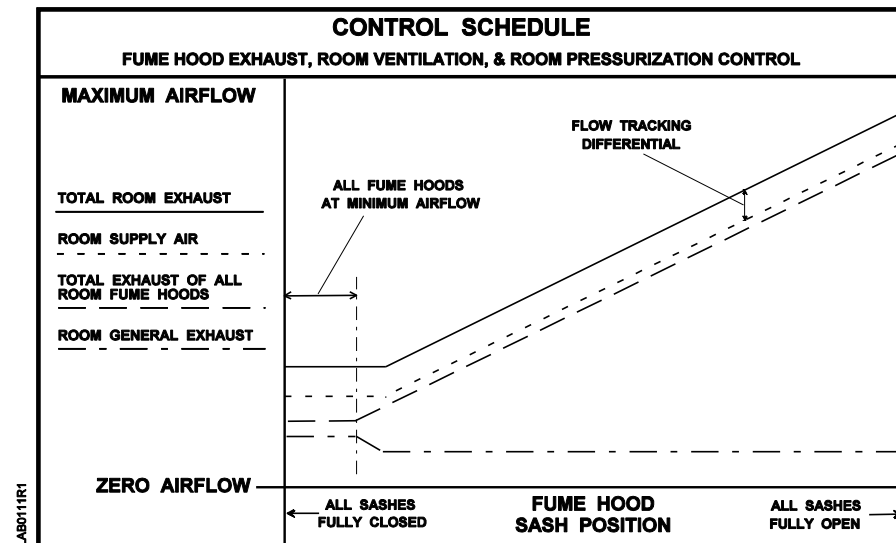 CONTROL SCHEDULE
FUME HOOD EXHAUST, ROOM VENTILATION, & ROOM PRESSURIZATION CONTROL
MAXIMUM AIRFLOW
FLOW TRACKING
DIFFERENTIAL
ALL FUME HOODS
AT MINIMUM AIRFLOW
TOTAL ROOM EXHAUST
ROOM SUPPLY AIR
TOTAL EXHAUST OF ALL
ROOM FUME HOODS
ROOM GENERAL EXHAUST
ZERO AIRFLOW
ALL SASHES
FULLY CLOSED
FUME HOOD
SASH POSITION
ALL SASHES
FULLY OPEN
LAB0111R1